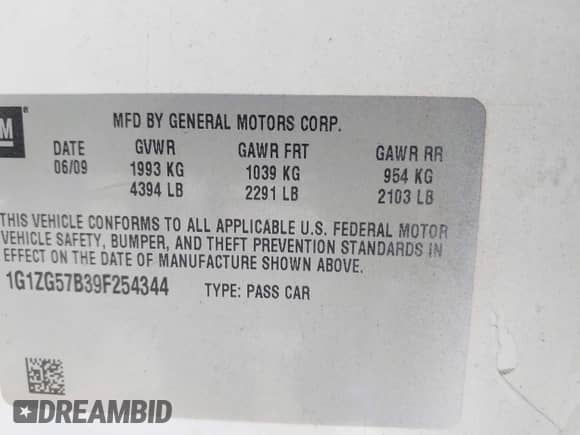 M ®
MFD BY GENERAL MOTORS CORP.
DATE GVWR GAWR FRT GAWR RR
06/09 1993 KG 1039 KG 954 KG
4394 LB 2291 LB 2103 LB
THIS VEHICLE CONFORMS TO ALL APPLICABLE U.S. FEDERAL MOTOR
VEHICLE SAFETY, BUMPER, AND THEFT PREVENTION STANDARDS IN
EFFECT ON THE DATE OF MANUFACTURE SHOWN ABOVE.
1G1ZG57B39F254344 TYPE: PASS CAR
DREAMBID